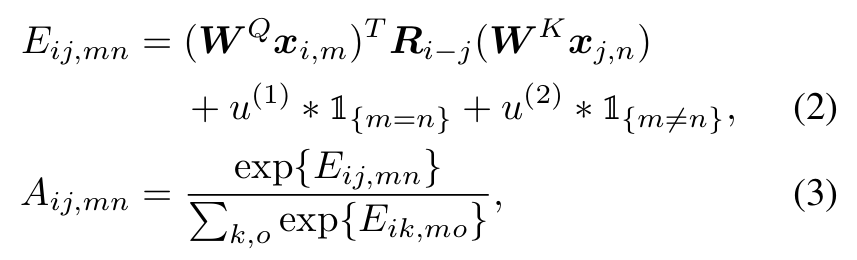 E_{ij,mn} = (W^Q x_{i,m})^T R_{i−j} (W^K x_{j,n})
+ u^{(1)} ∗ 𝟙_{\{m=n\}} + u^{(2)} ∗ 𝟙_{\{m≠n\}}, (2)
A_{ij,mn} = \frac{exp\{E_{ij,mn}\}}{∑_{k,o} exp\{E_{ik,mo}\}}, (3)